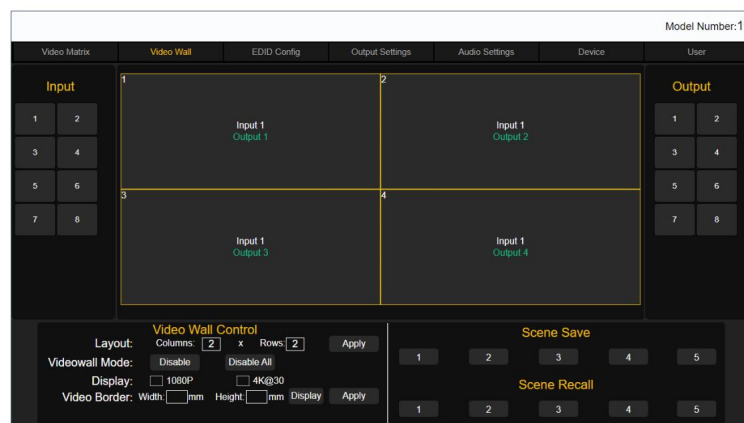 Model Number:1
Video Matrix Video Wall EDID Config Output Settings Audio Settings Device User
Input
1 2
3 4
5 6
7 8
1
Input 1
Output 1
2
Input 1
Output 2
3
Input 1
Output 3
4
Input 1
Output 4
Output
1 2
3 4
5 6
7 8
Video Wall Control
Layout: Columns: 2 x Rows: 2 Apply
Videowall Mode: Disable Disable All
Display: 1080P 4K@30
Video Border: Width: mm Height: mm Display Apply
Scene Save
1 2 3 4 5
Scene Recall
1 2 3 4 5